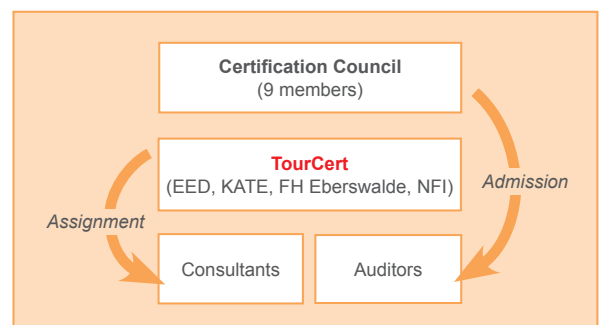 Certification Council
(9 members)
TourCert
(EED, KATE, FH Eberswalde, NFI)
Admission
Assignment
Consultants
Auditors